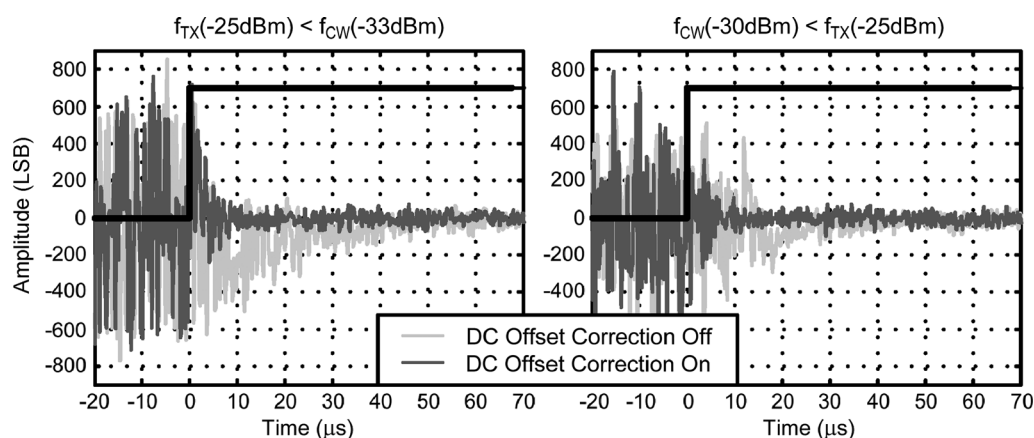 f_TX(-25dBm) < f_CW(-33dBm)
f_CW(-30dBm) < f_TX(-25dBm)
Amplitude (LSB)
800
600
400
200
0
-200
-400
-600
-800
-20 -10 0 10 20 30 40 50 60 70
Time (μs)
800
600
400
200
0
-200
-400
-600
-800
-20 -10 0 10 20 30 40 50 60 70
Time (μs)
DC Offset Correction Off
DC Offset Correction On